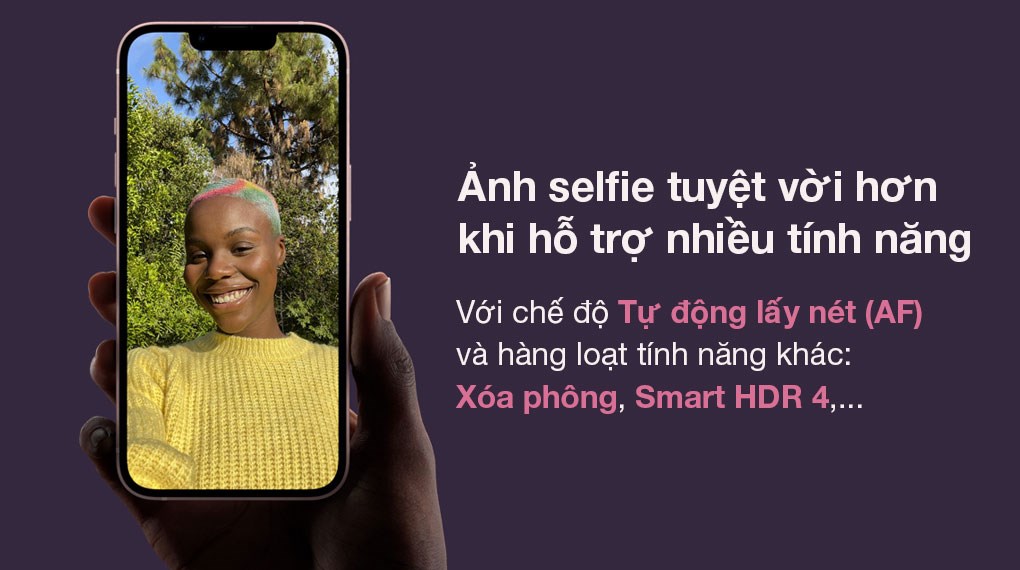 Ảnh selfie tuyệt vời hơn
khi hỗ trợ nhiều tính năng
Với chế độ Tự động lấy nét (AF)
và hàng loạt tính năng khác:
Xóa phông, Smart HDR 4,...